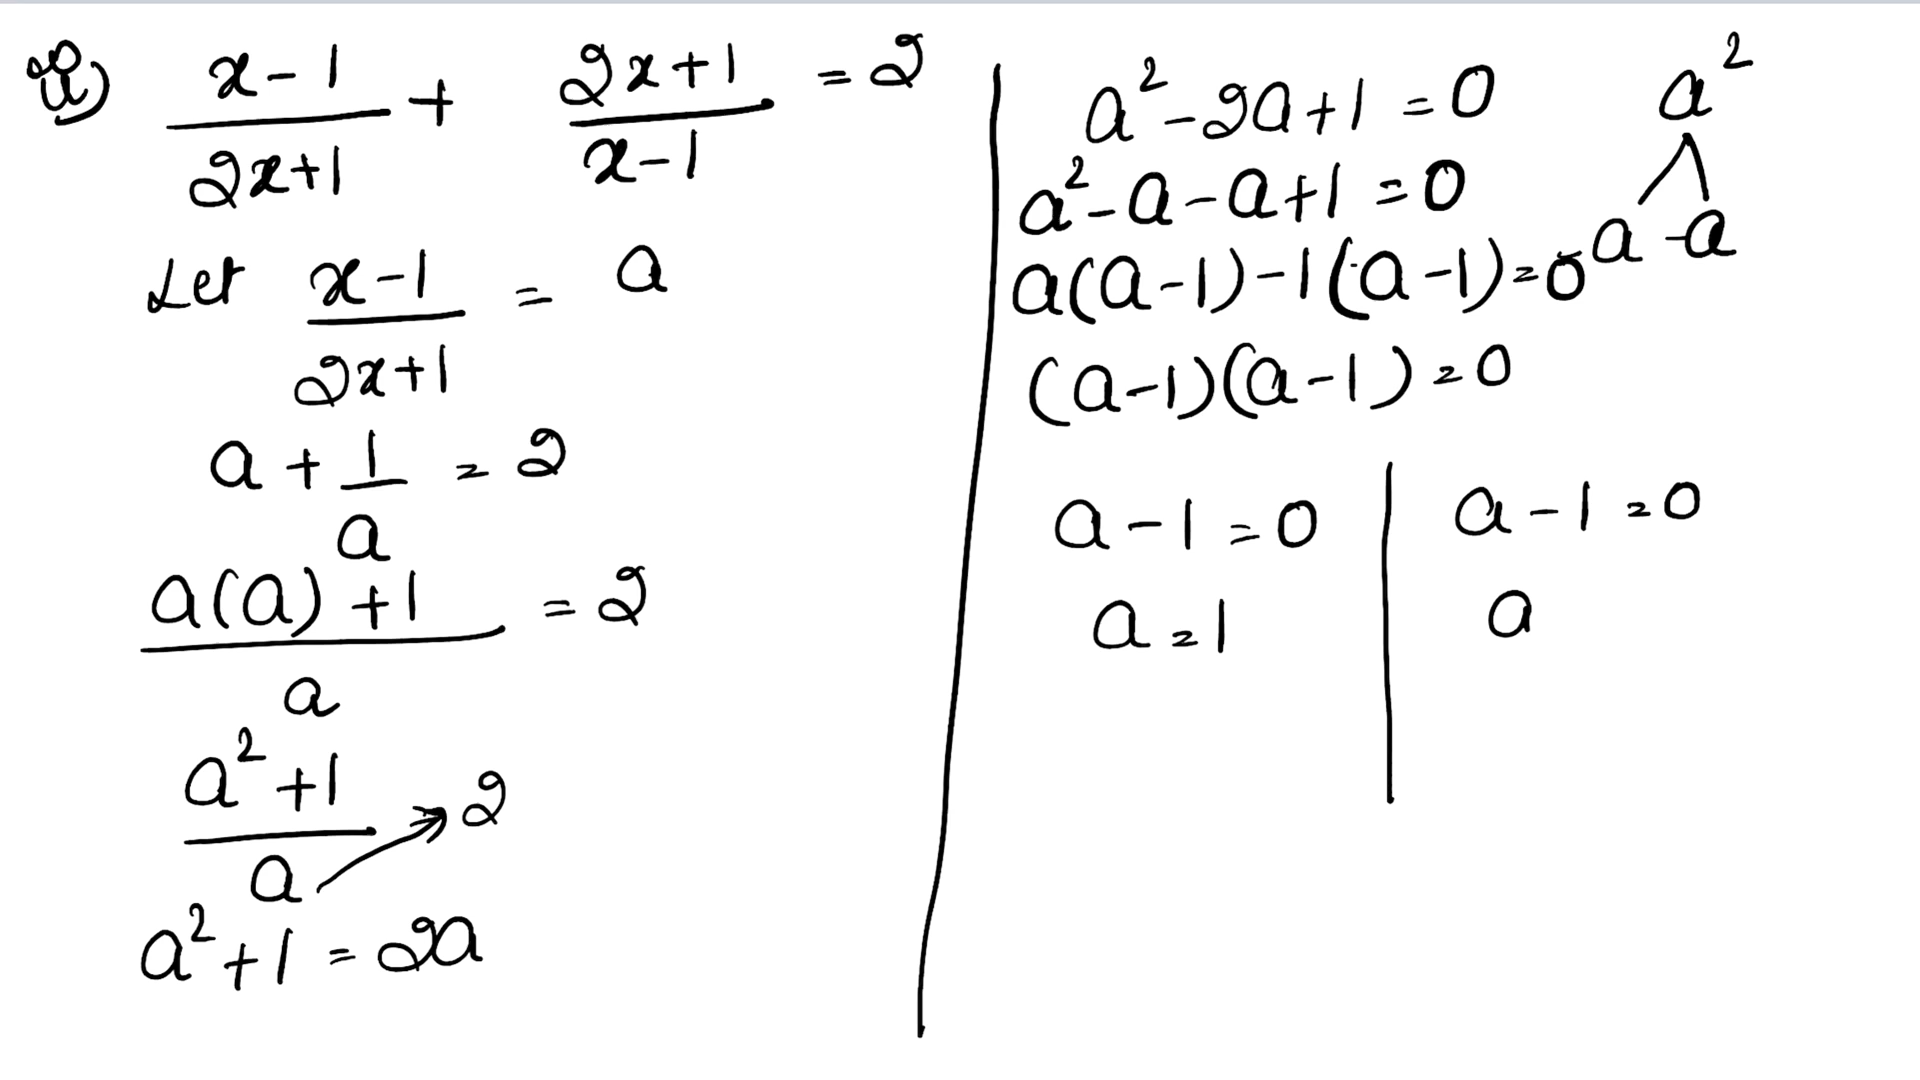 ii) (x-1)/(2x+1) + (2x+1)/(x-1) = 2
Let (x-1)/(2x+1) = a
a + 1/a = 2
(a(a)+1)/a = 2
(a²+1)/a → 2
a²+1 = 2a
a²-2a+1 = 0
a²-a-a+1 = 0
a(a-1)-1(a-1) = 0
(a-1)(a-1) = 0
a-1 = 0 | a-1 = 0
a = 1 | a
a²
a -a